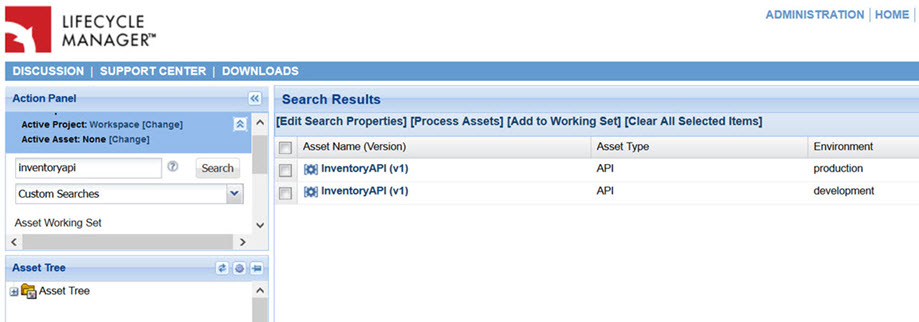 LIFECYCLE
MANAGER™
ADMINISTRATION | HOME |
DISCUSSION | SUPPORT CENTER | DOWNLOADS
Action Panel
Active Project: Workspace [Change]
Active Asset: None [Change]
inventoryapi
Search
Custom Searches
Asset Working Set
Asset Tree
Asset Tree
Search Results
[Edit Search Properties] [Process Assets] [Add to Working Set] [Clear All Selected Items]
Asset Name (Version) Asset Type Environment
InventoryAPI (v1) API production
InventoryAPI (v1) API development